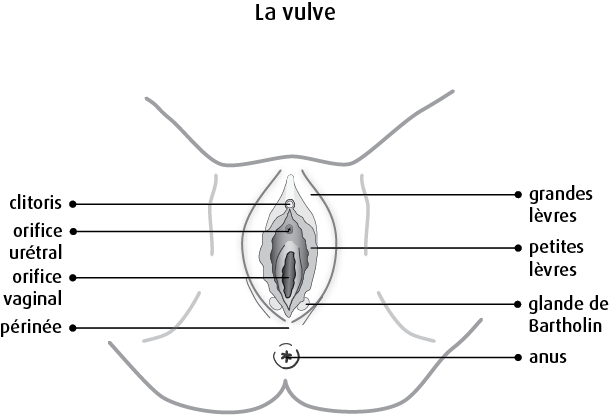 La vulve
clitoris
orifice
urétral
orifice
vaginal
périnée
grandes
lèvres
petites
lèvres
glande de
Bartholin
anus